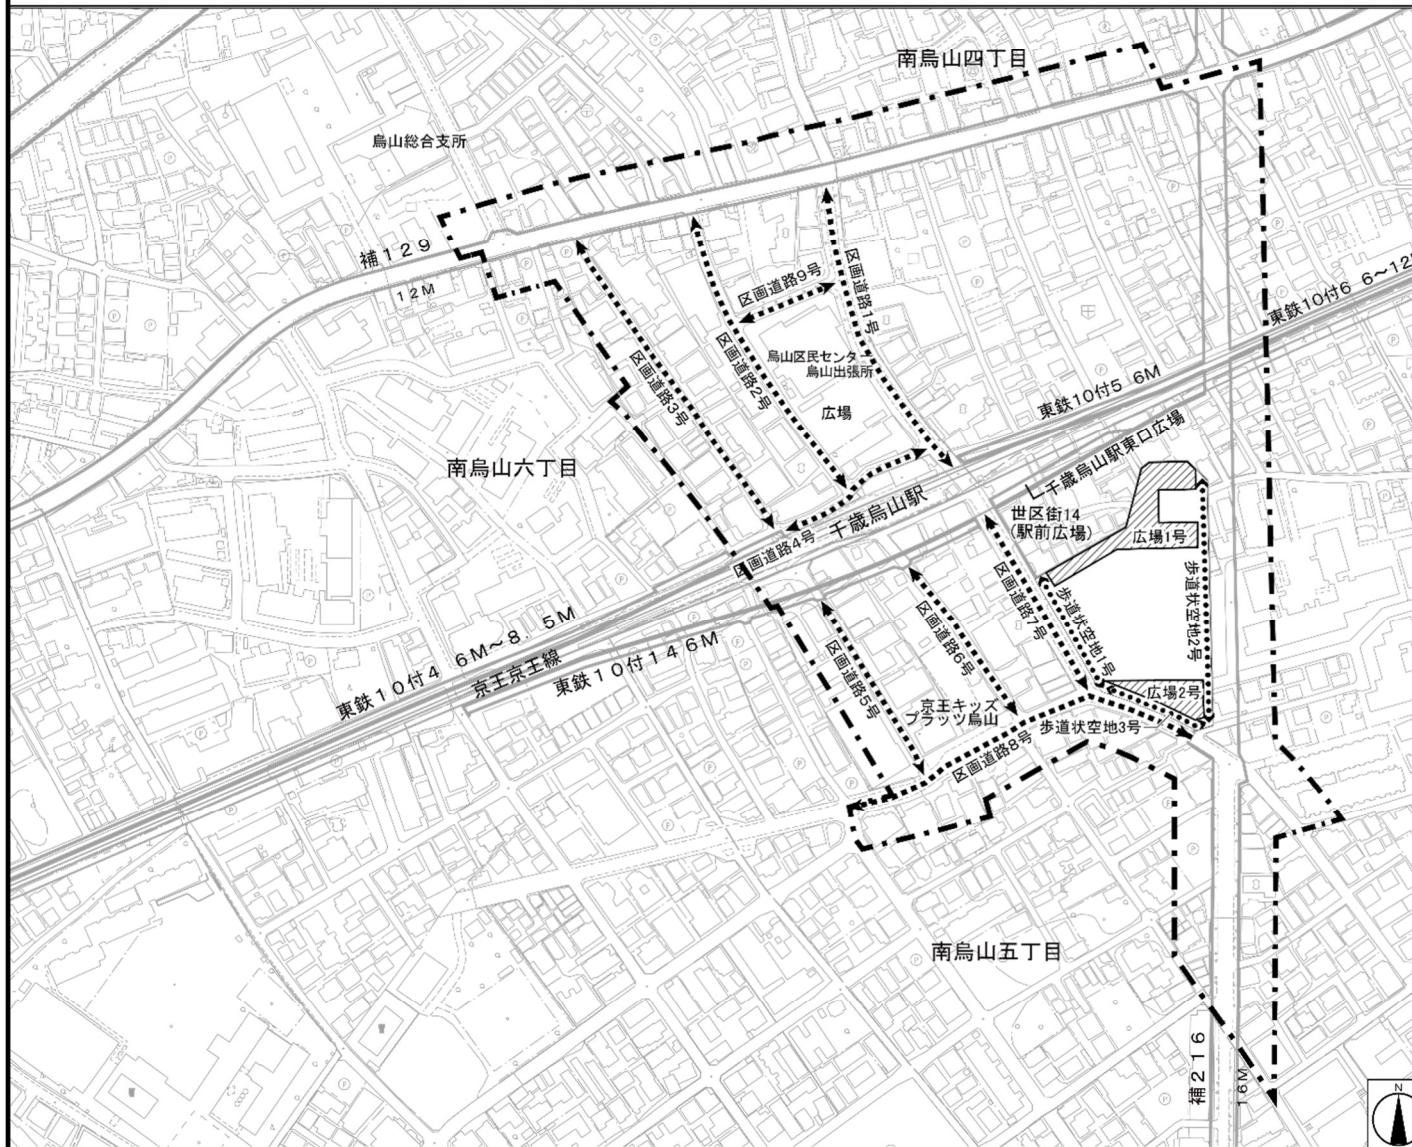 南烏山四丁目
烏山総合支所
補129
12M
区画道路9号
区画道路1号
区画道路2号
区画道路3号
烏山区民センター
烏山出張所
広場
東鉄10付6 6～12
東鉄10付5 6M
千歳烏山駅東口広場
南烏山六丁目
千歳烏山駅
世区街14
(駅前広場)
広場1号
区画道路4号
区画道路7号
歩道状空地1号
歩道状空地2号
区画道路6号
東鉄10付4 6M～8.5M
京王京王線
東鉄10付14 6M
区画道路5号
広場2号
京王キッズ
プラッツ烏山
歩道状空地3号
区画道路8号
南烏山五丁目
補216
16M
N